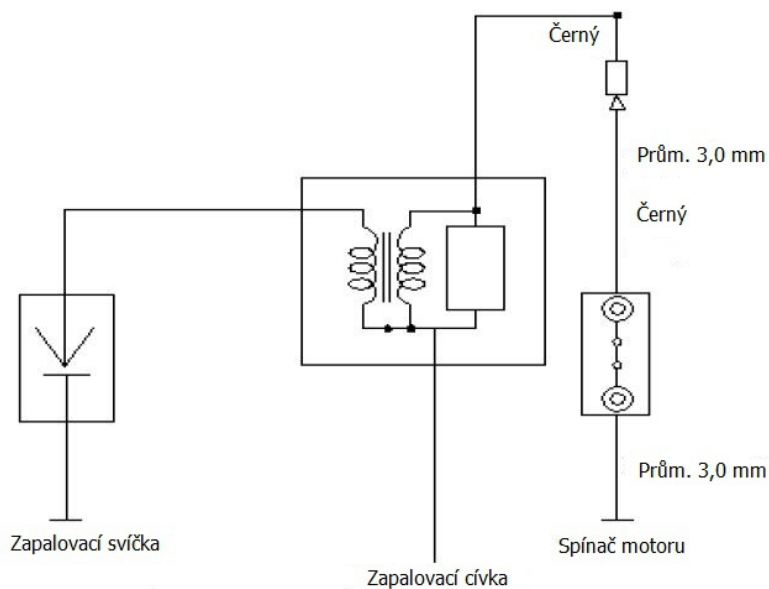 Černý
Prům. 3,0 mm
Černý
Prům. 3,0 mm
Zapalovací svíčka
Spínač motoru
Zapalovací cívka